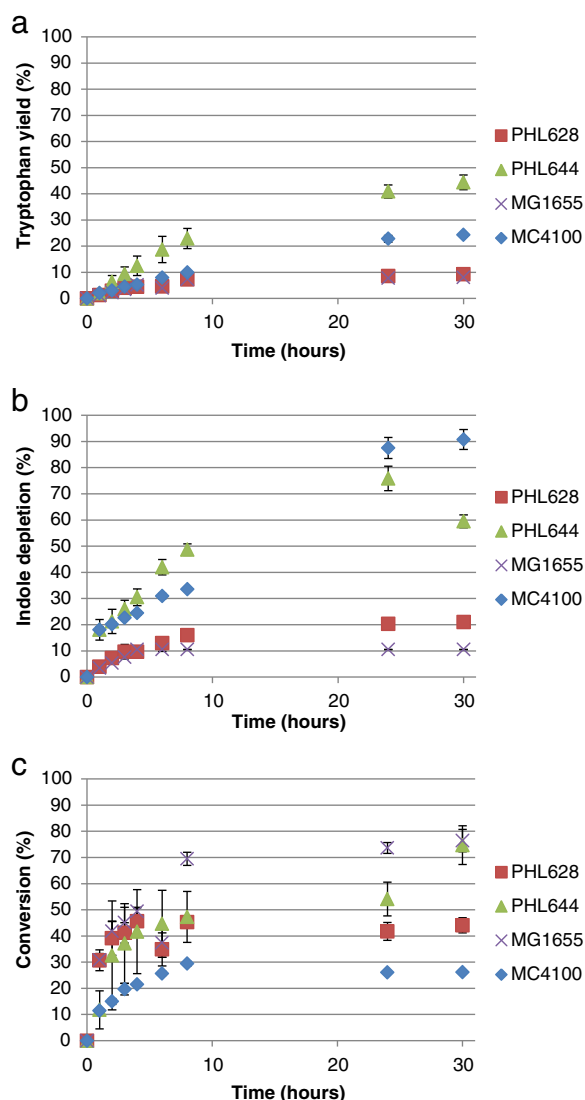 a
Tryptophan yield (%)
100
90
80
70
60
50
40
30
20
10
0
0 10 20 30
Time (hours)
PHL628
PHL644
MG1655
MC4100
b
Indole depletion (%)
100
90
80
70
60
50
40
30
20
10
0
0 10 20 30
Time (hours)
PHL628
PHL644
MG1655
MC4100
c
Conversion (%)
100
90
80
70
60
50
40
30
20
10
0
0 10 20 30
Time (hours)
PHL628
PHL644
MG1655
MC4100